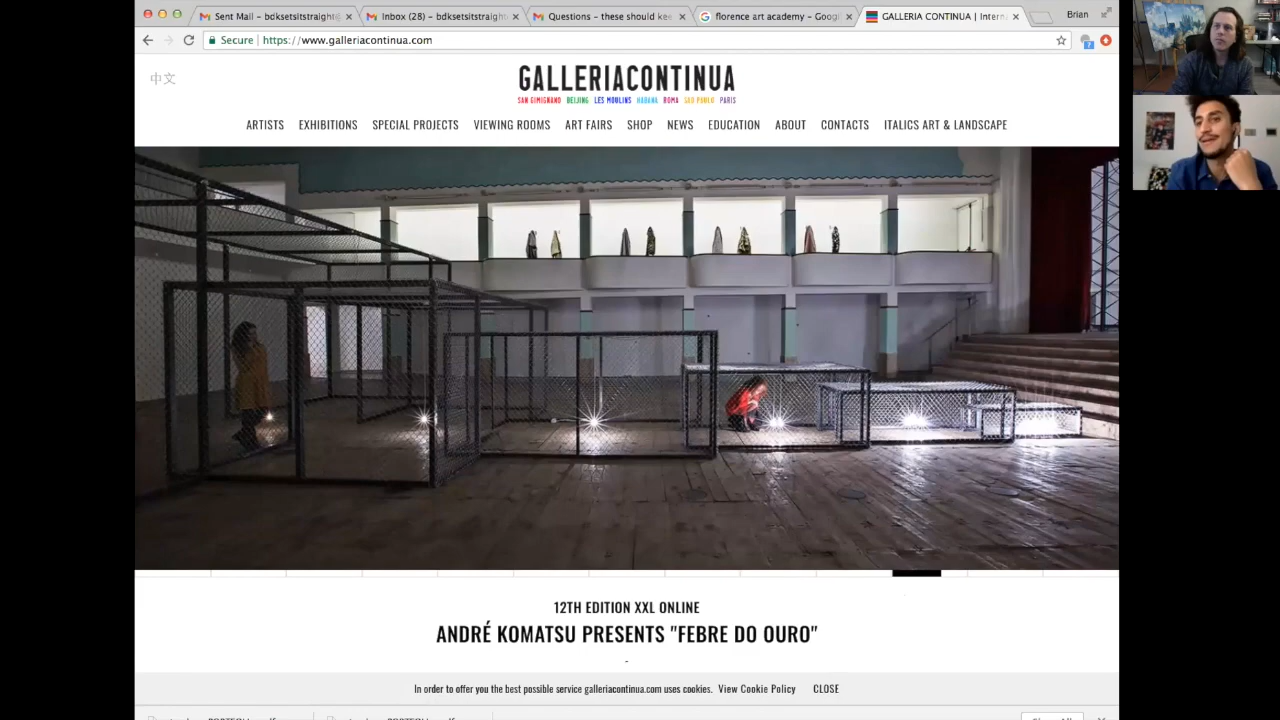 Sent Mail – bdksetsitstraight@
Inbox (28) – bdksetsitstraight
Questions – these should kee
florence art academy – Googl
GALLERIA CONTINUA | Intern
Brian
Secure
https://www.galleriacontinua.com
中文
GALLERIACONTINUA
SAN GIMIGNANO BEIJING LES MOULINS HABANA ROMA SAO PAULO PARIS
ARTISTS EXHIBITIONS SPECIAL PROJECTS VIEWING ROOMS ART FAIRS SHOP NEWS EDUCATION ABOUT CONTACTS ITALICS ART & LANDSCAPE
12TH EDITION XXL ONLINE
ANDRÉ KOMATSU PRESENTS "FEBRE DO OURO"
-
In order to offer you the best possible service galleriacontinua.com uses cookies. View Cookie Policy CLOSE